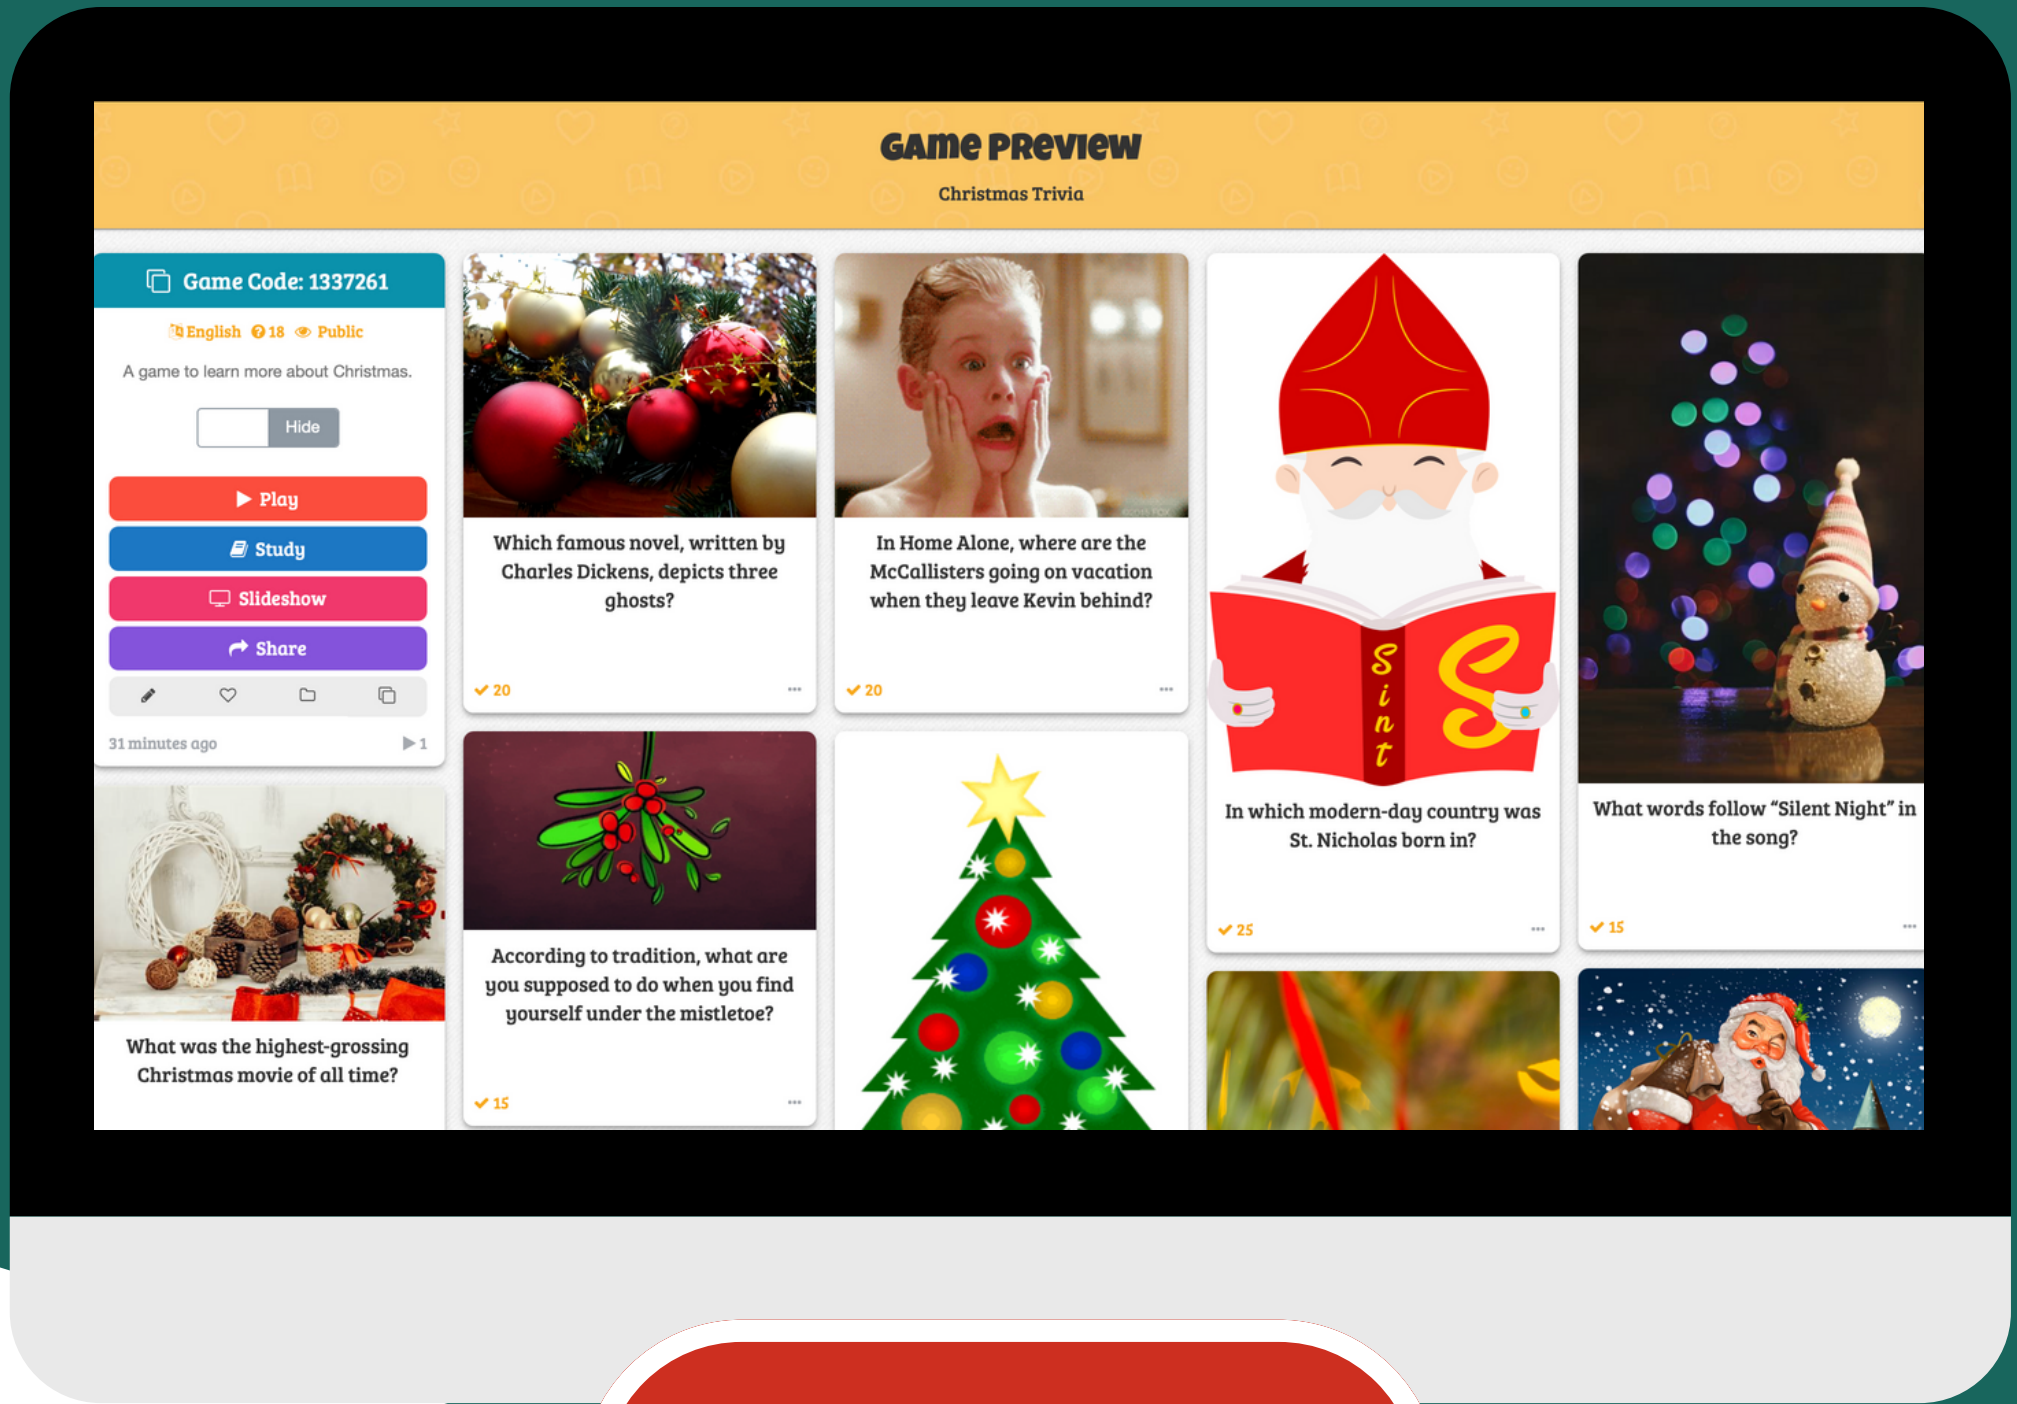 Game Preview
Christmas Trivia
Game Code: 1337261
English 18 Public
A game to learn more about Christmas.
Hide
Play
Study
Slideshow
Share
31 minutes ago 1
What was the highest-grossing
Christmas movie of all time?
Which famous novel, written by
Charles Dickens, depicts three
ghosts?
20
According to tradition, what are
you supposed to do when you find
yourself under the mistletoe?
15
©2015 FOX
In Home Alone, where are the
McCallisters going on vacation
when they leave Kevin behind?
20
Sint
S
In which modern-day country was
St. Nicholas born in?
25
What words follow “Silent Night” in
the song?
15